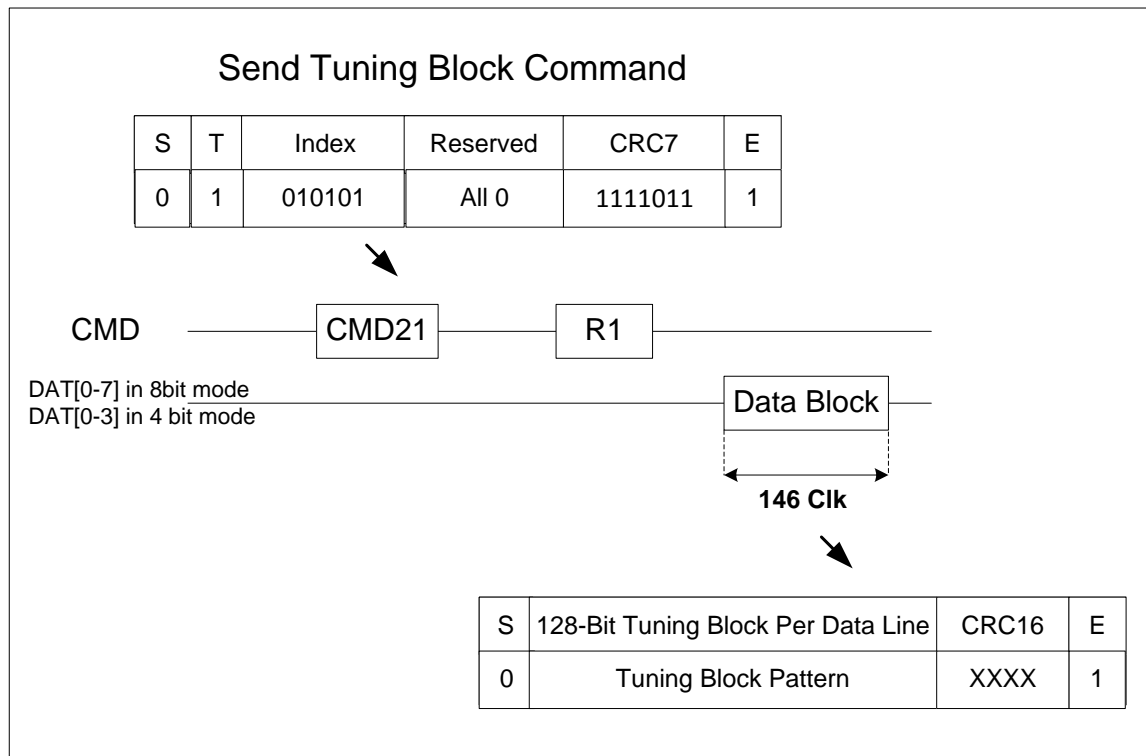 Send Tuning Block Command
S T Index Reserved CRC7 E
0 1 010101 All 0 1111011 1
CMD CMD21 R1
DAT[0-7] in 8bit mode
DAT[0-3] in 4 bit mode
Data Block
146 Clk
S 128-Bit Tuning Block Per Data Line CRC16 E
0 Tuning Block Pattern XXXX 1